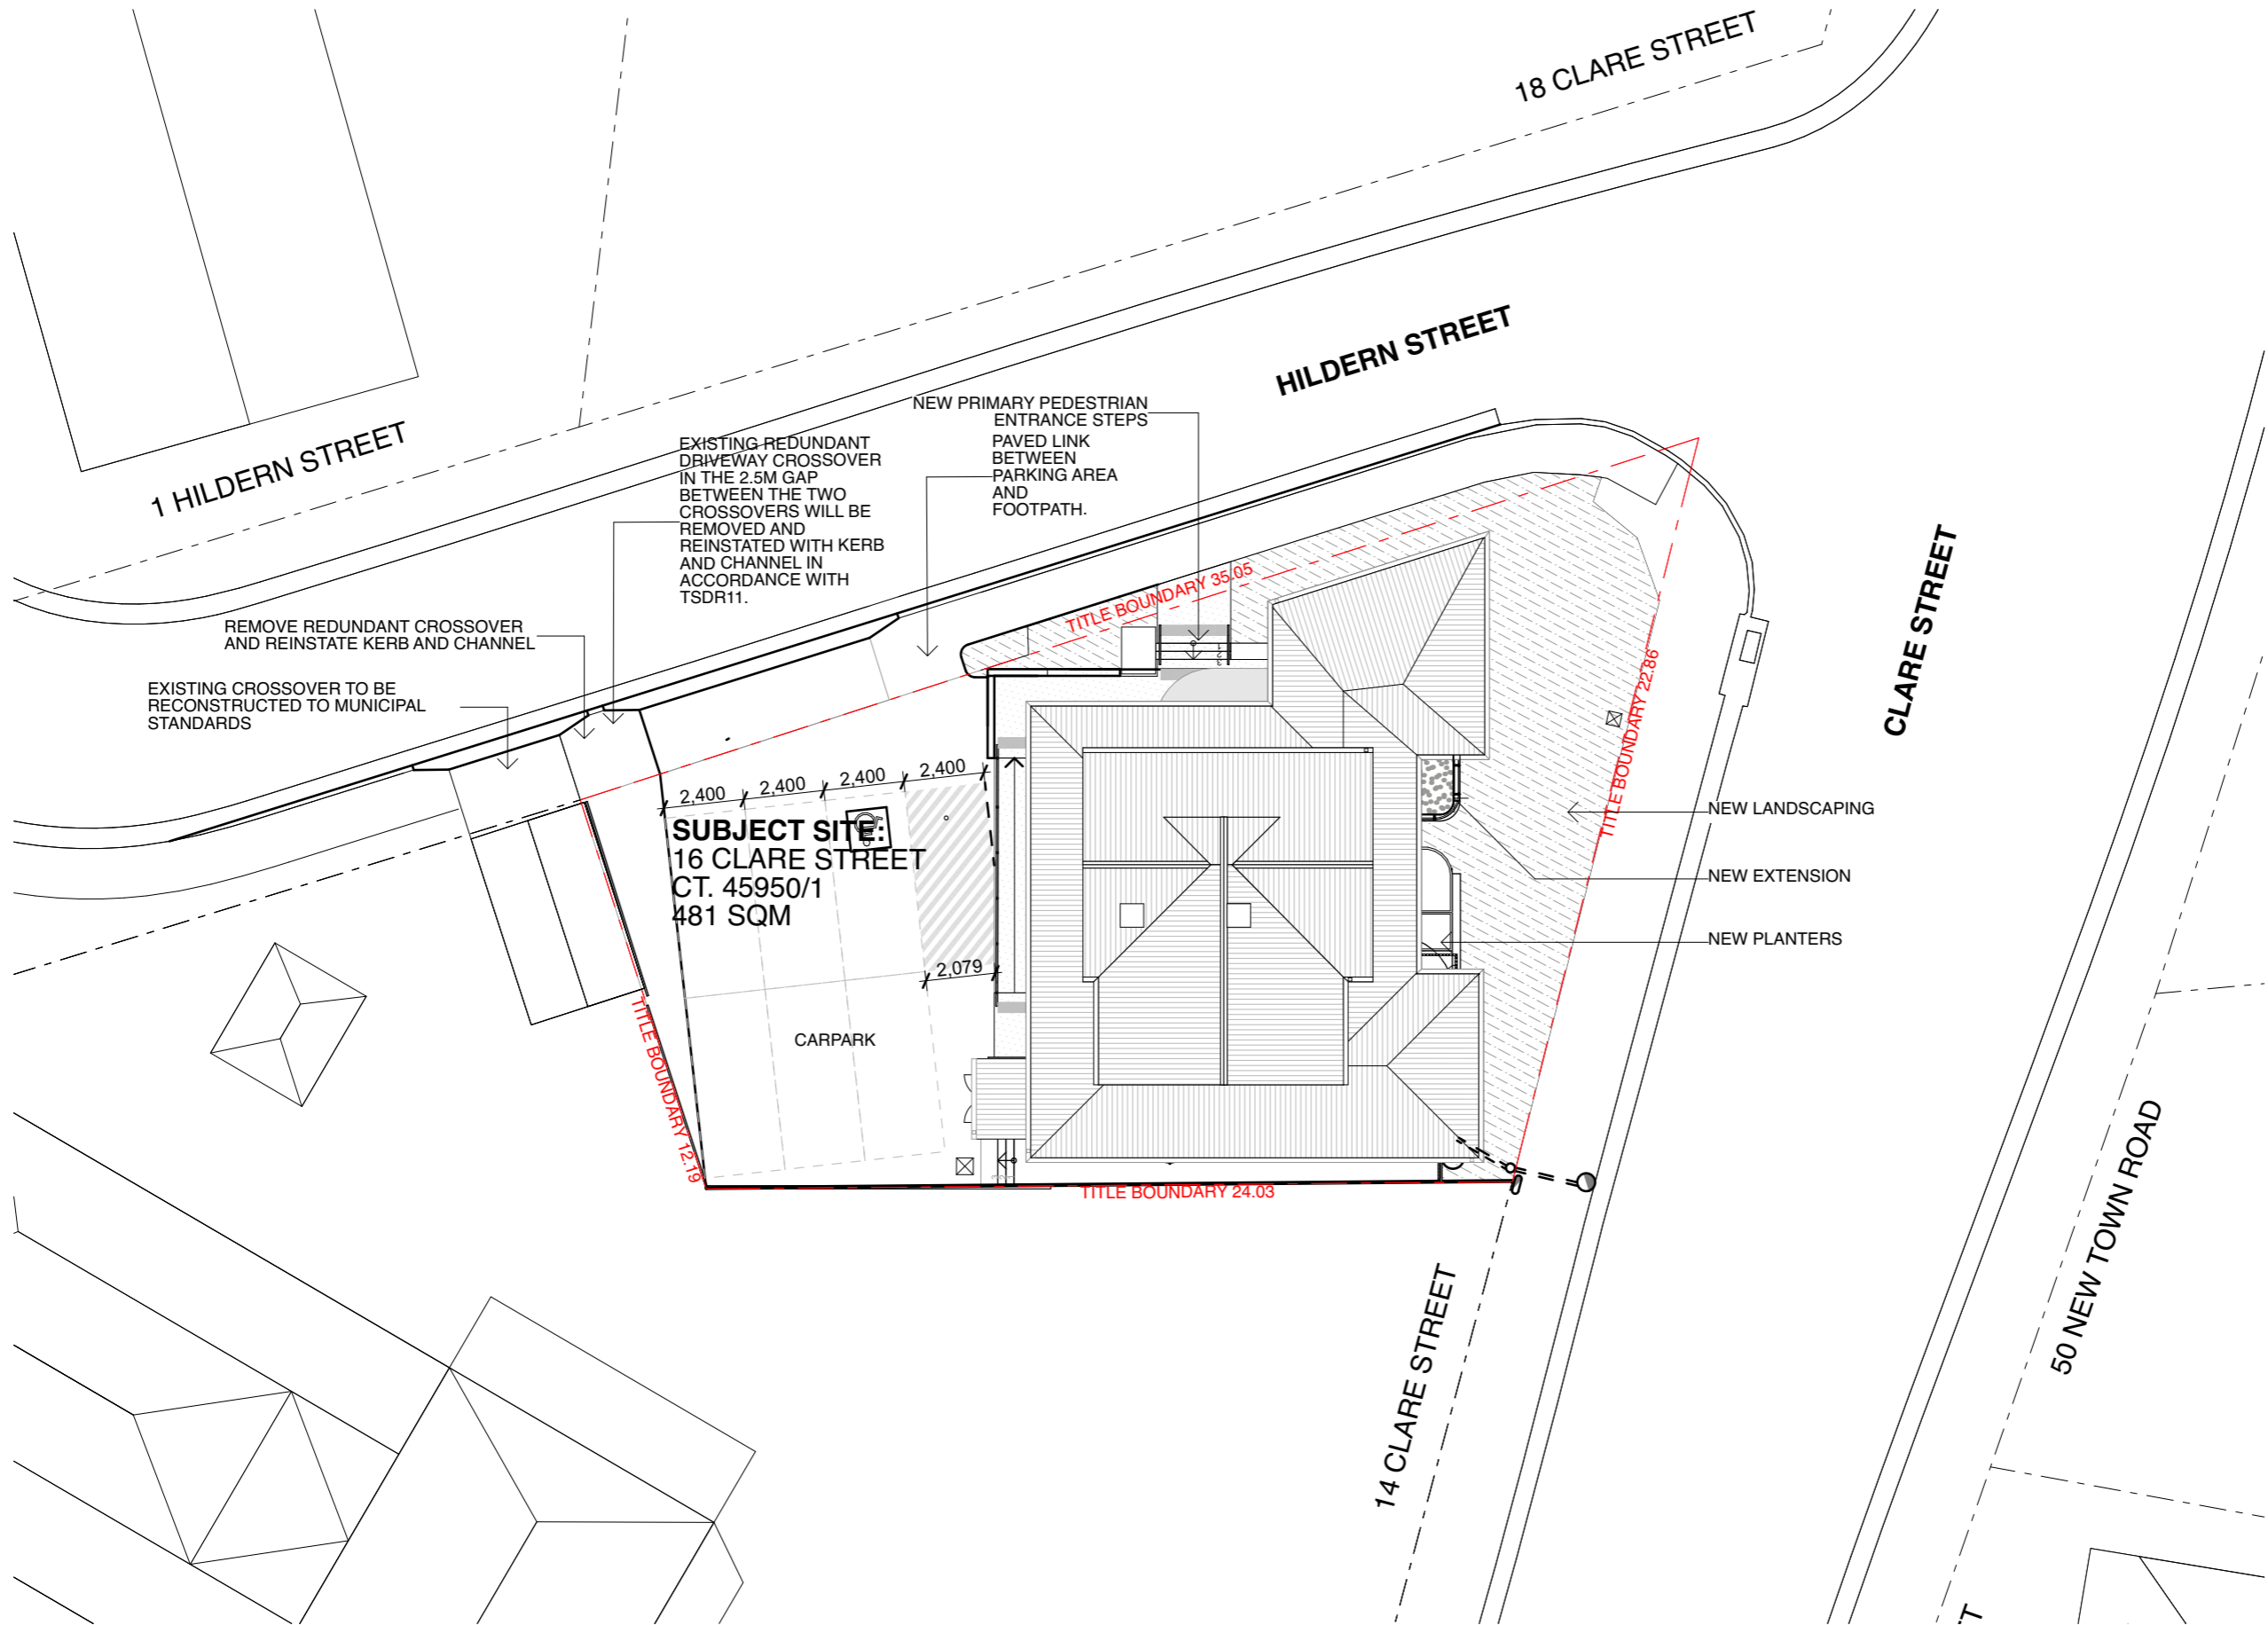 18 CLARE STREET
HILDERN STREET
1 HILDERN STREET
NEW PRIMARY PEDESTRIAN
ENTRANCE STEPS
PAVED LINK
BETWEEN
PARKING AREA
AND
FOOTPATH.
EXISTING REDUNDANT
DRIVEWAY CROSSOVER
IN THE 2.5M GAP
BETWEEN THE TWO
CROSSOVERS WILL BE
REMOVED AND
REINSTATED WITH KERB
AND CHANNEL IN
ACCORDANCE WITH
TSDR11.
REMOVE REDUNDANT CROSSOVER
AND REINSTATE KERB AND CHANNEL
EXISTING CROSSOVER TO BE
RECONSTRUCTED TO MUNICIPAL
STANDARDS
TITLE BOUNDARY 35.05
CLARE STREET
TITLE BOUNDARY 22.86
2,400
2,400
2,400
2,400
SUBJECT SITE:
16 CLARE STREET
CT. 45950/1
481 SQM
2,079
CARPARK
NEW LANDSCAPING
NEW EXTENSION
NEW PLANTERS
TITLE BOUNDARY 12.19
TITLE BOUNDARY 24.03
14 CLARE STREET
50 NEW TOWN ROAD